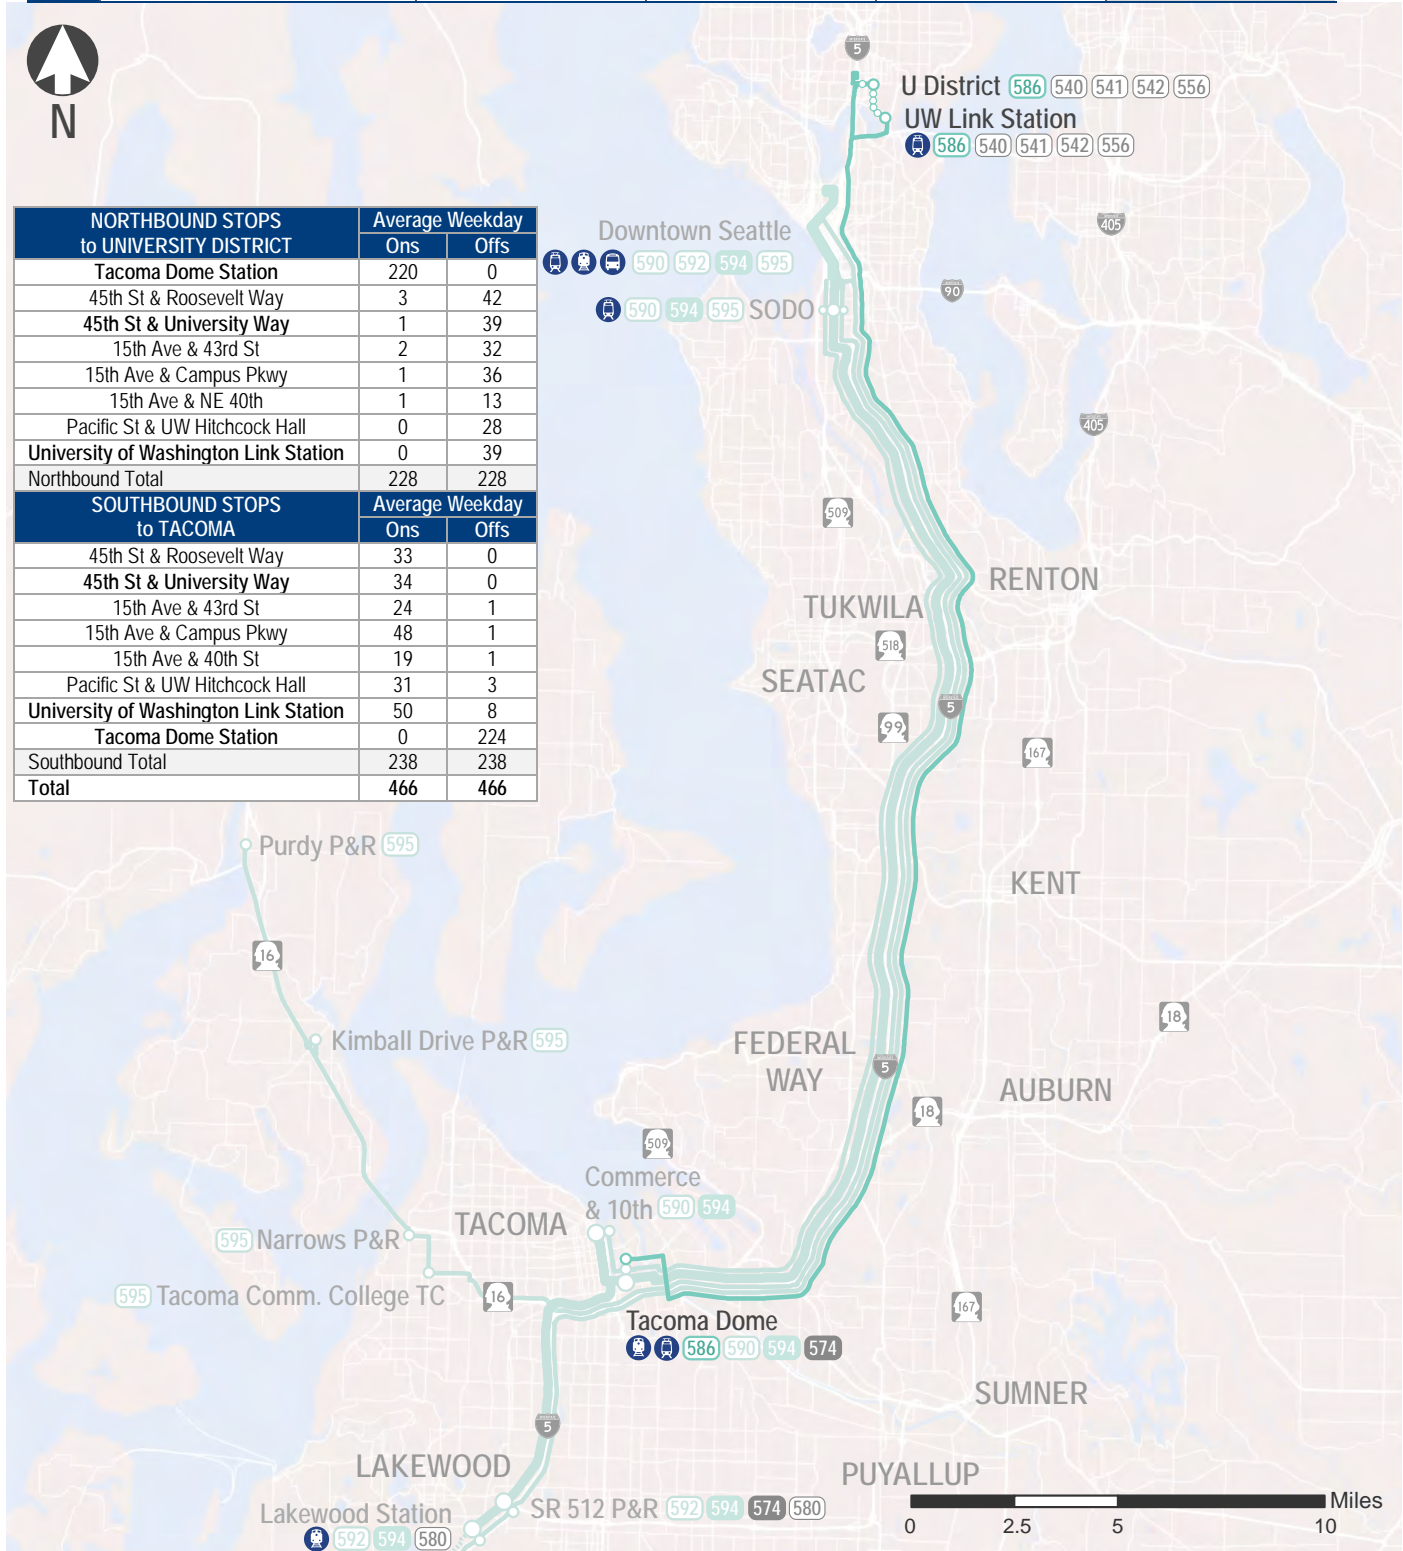 N
5
U District 586 540 541 542 556
UW Link Station
586 540 541 542 556
405
Downtown Seattle
590 592 594 595
90
590 594 595 SODO
405
NORTHBOUND STOPS to UNIVERSITY DISTRICT Average Weekday
Ons Offs
Tacoma Dome Station 220 0
45th St & Roosevelt Way 3 42
45th St & University Way 1 39
15th Ave & 43rd St 2 32
15th Ave & Campus Pkwy 1 36
15th Ave & NE 40th 1 13
Pacific St & UW Hitchcock Hall 0 28
University of Washington Link Station 0 39
Northbound Total 228 228
SOUTHBOUND STOPS to TACOMA Average Weekday
Ons Offs
45th St & Roosevelt Way 33 0
45th St & University Way 34 0
15th Ave & 43rd St 24 1
15th Ave & Campus Pkwy 48 1
15th Ave & 40th St 19 1
Pacific St & UW Hitchcock Hall 31 3
University of Washington Link Station 50 8
Tacoma Dome Station 0 224
Southbound Total 238 238
Total 466 466
509
RENTON
TUKWILA
518
SEATAC
5
99
167
Purdy P&R 595
KENT
16
18
Kimball Drive P&R 595
FEDERAL
WAY
5
AUBURN
18
509
Commerce
& 10th 590 594
TACOMA
595 Narrows P&R
595 Tacoma Comm. College TC
16
167
Tacoma Dome
586 590 594 574
SUMNER
5
LAKEWOOD
PUYALLUP
Lakewood Station
592 594 580
SR 512 P&R 592 594 574 580
Miles
0 2.5 5 10